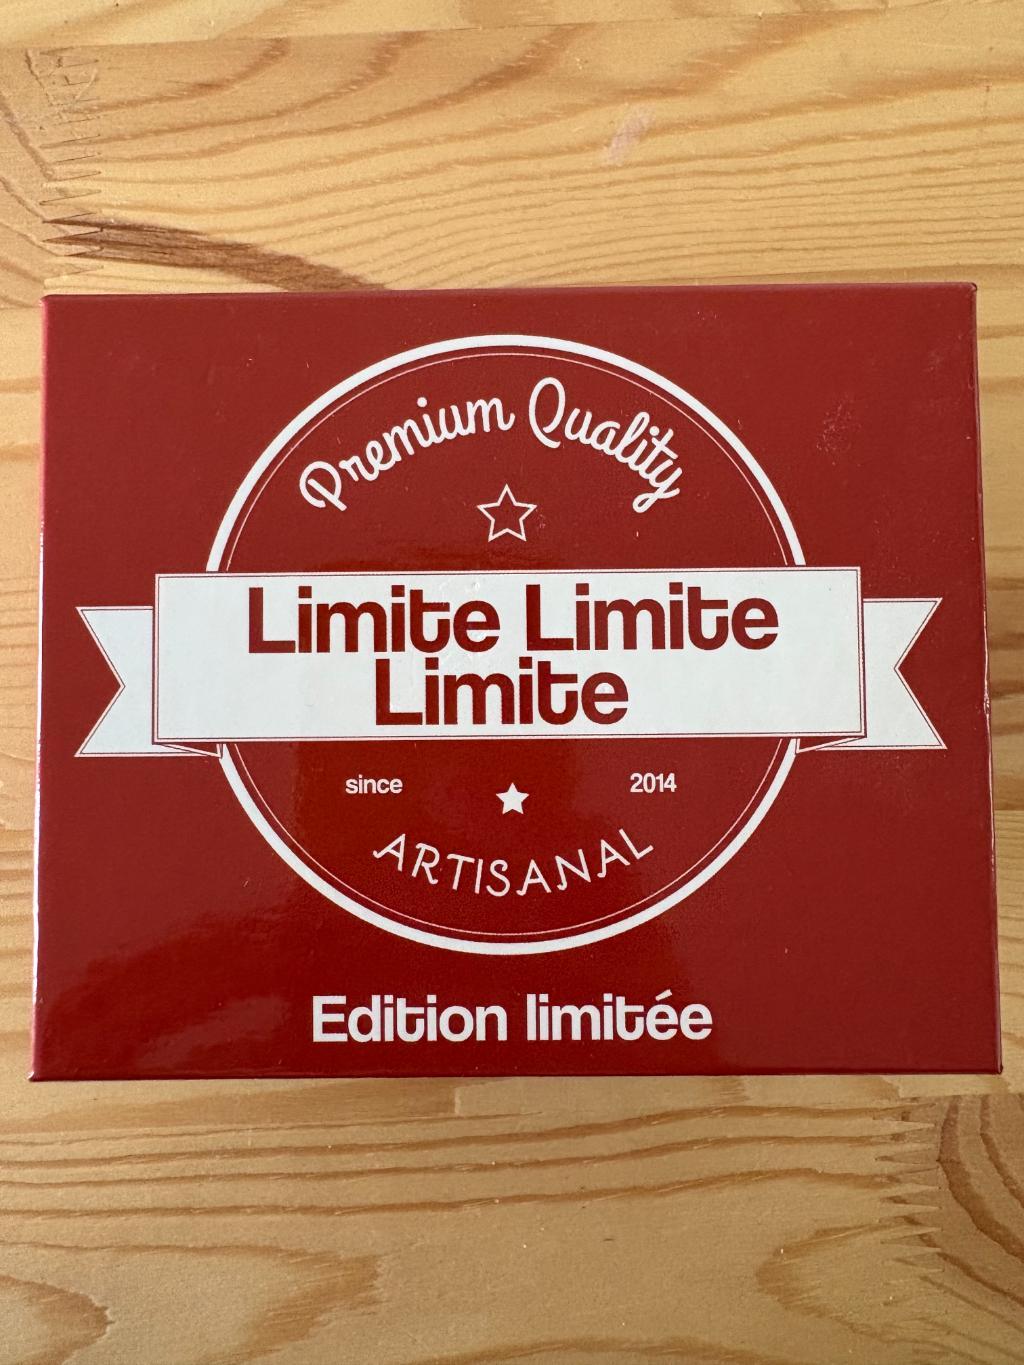 Premium Quality
Limite Limite
Limite
since 2014
ARTISANAL
Edition limitée